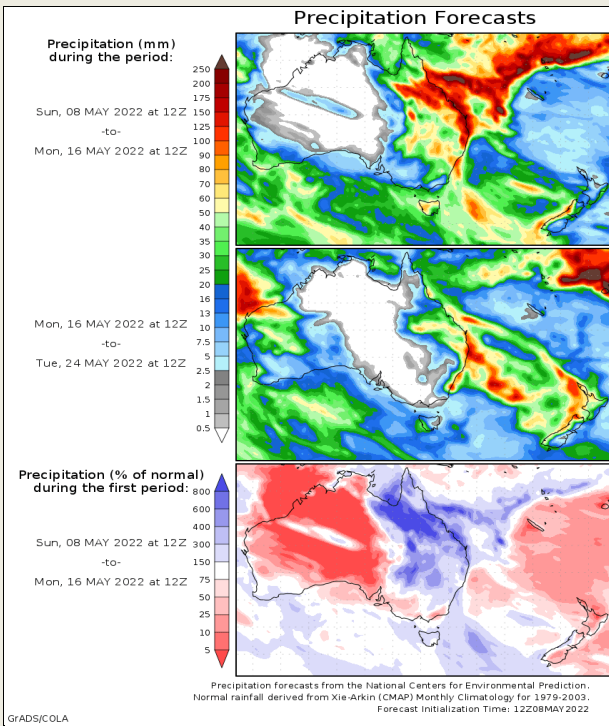 Precipitation Forecasts
Precipitation (mm)
during the period:
Sun, 08 MAY 2022 at 12Z
-to-
Mon, 16 MAY 2022 at 12Z
250
200
175
150
125
100
90
80
70
60
50
40
35
30
25
20
16
13
10
7.5
5
2.5
2
1.5
1
0.5
Mon, 16 MAY 2022 at 12Z
-to-
Tue, 24 MAY 2022 at 12Z
Precipitation (% of normal)
during the first period:
Sun, 08 MAY 2022 at 12Z
-to-
Mon, 16 MAY 2022 at 12Z
800
600
400
300
150
75
50
25
10
5
Precipitation forecasts from the National Centers for Environmental Prediction.
Normal rainfall derived from Xie-Arkin (CMAP) Monthly Climatology for 1979-2003.
Forecast Initialization Time: 12Z08MAY2022
GrADS/COLA